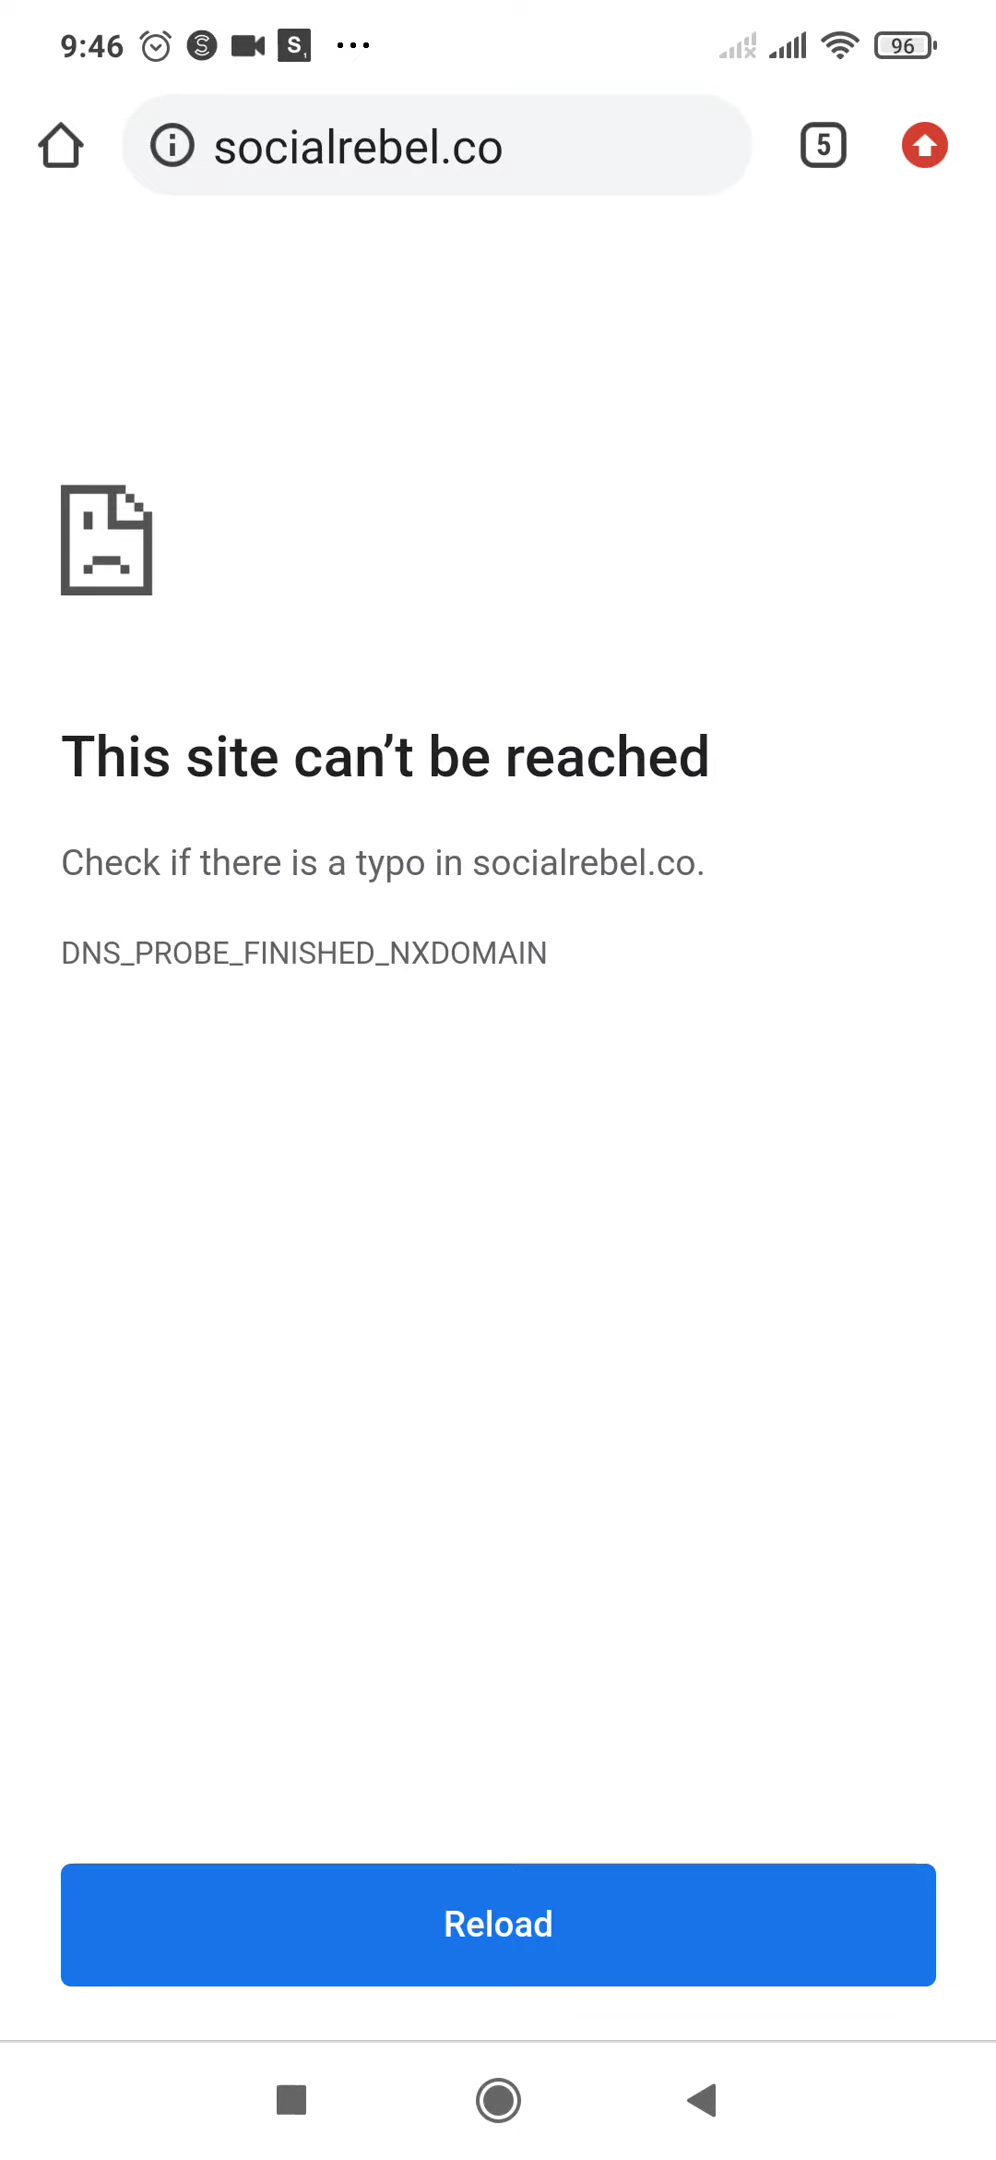 9:46 S S, ... 96
socialrebel.co 5
This site can’t be reached
Check if there is a typo in socialrebel.co.
DNS_PROBE_FINISHED_NXDOMAIN
Reload